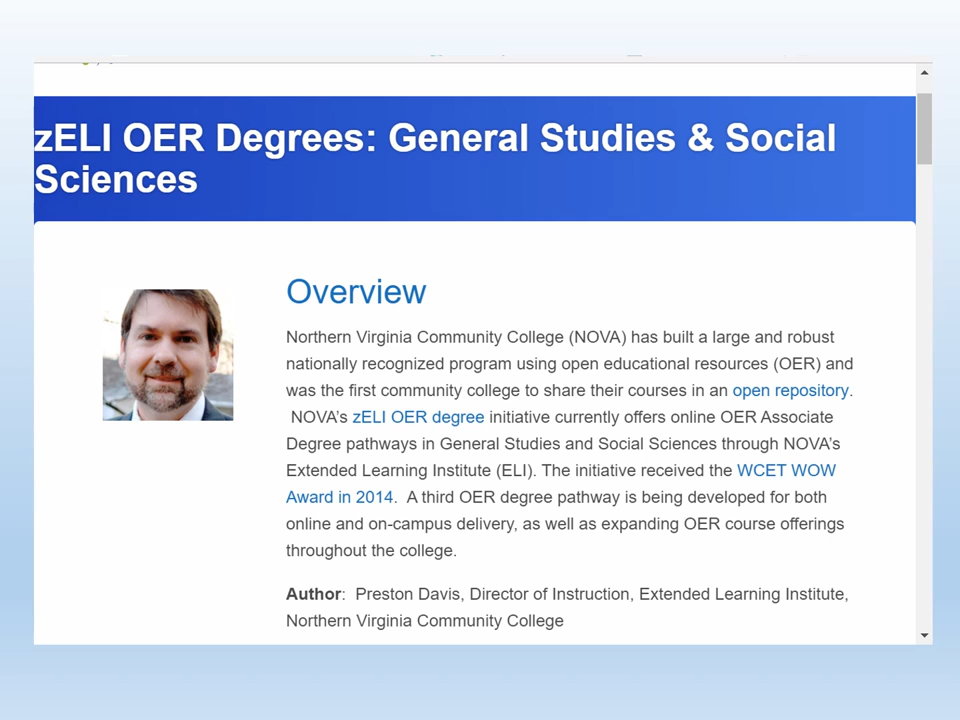 zELI OER Degrees: General Studies & Social
Sciences
Overview
Northern Virginia Community College (NOVA) has built a large and robust
nationally recognized program using open educational resources (OER) and
was the first community college to share their courses in an open repository.
NOVA’s zELI OER degree initiative currently offers online OER Associate
Degree pathways in General Studies and Social Sciences through NOVA’s
Extended Learning Institute (ELI). The initiative received the WCET WOW
Award in 2014.  A third OER degree pathway is being developed for both
online and on-campus delivery, as well as expanding OER course offerings
throughout the college.
Author:  Preston Davis, Director of Instruction, Extended Learning Institute,
Northern Virginia Community College